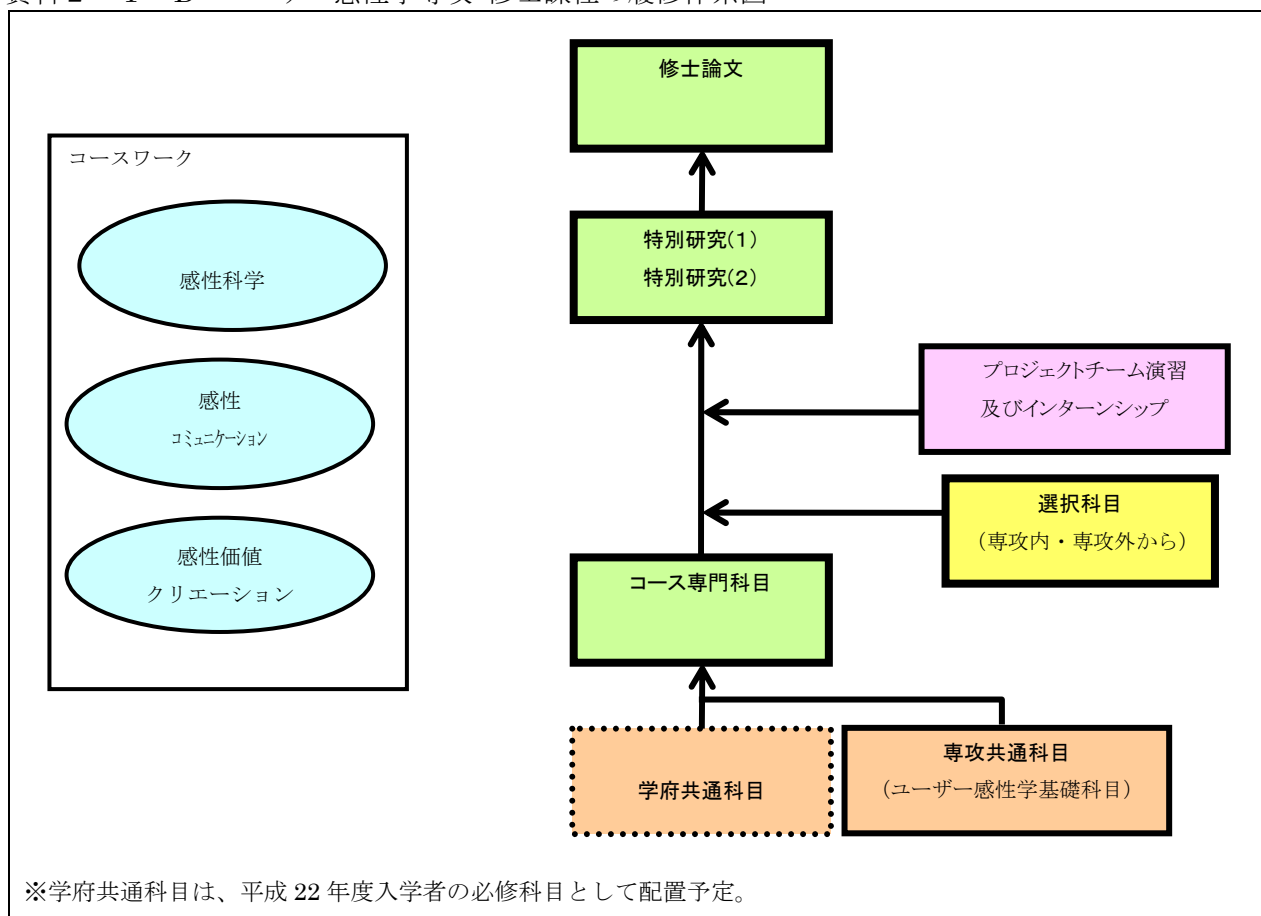 修士論文
コースワーク
感性科学
感性
コミュニケーション
感性価値
クリエーション
特別研究(1)
特別研究(2)
プロジェクトチーム演習
及びインターンシップ
選択科目
(専攻内・専攻外から)
コース専門科目
学府共通科目
専攻共通科目
(ユーザー感性学基礎科目)
※学府共通科目は、平成 22 年度入学者の必修科目として配置予定。